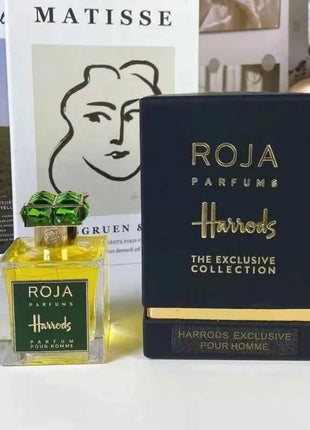 MATISSE
GRUEN &
ROJA
PARFUMS
Harrods
PARFUM
POUR HOMME
ROJA
PARFUMS
Harrods
THE EXCLUSIVE
COLLECTION
HARRODS EXCLUSIVE
POUR HOMME